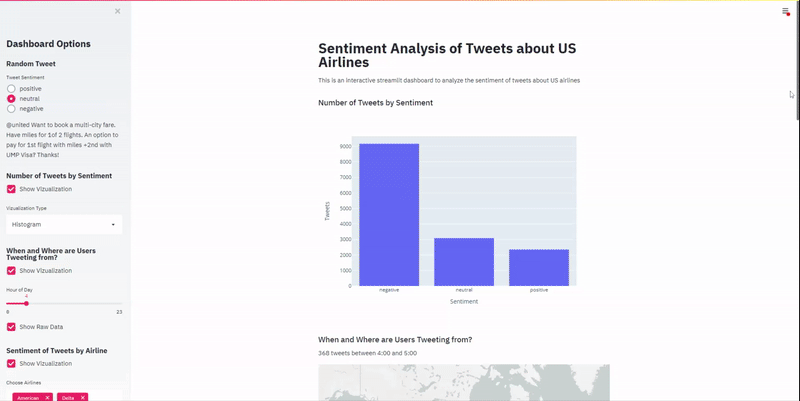 ×
Dashboard Options
Random Tweet
Tweet Sentiment
positive
neutral
negative
@united Want to book a multi-city fare.
Have miles for 1of 2 flights. An option to
pay for 1st flight with miles +2nd with
UMP Visa? Thanks!
Number of Tweets by Sentiment
Show Vizualization
Vizualization Type
Histogram
When and Where are Users
Tweeting from?
Show Vizualization
Hour of Day
4
23
Show Raw Data
Sentiment of Tweets by Airline
Show Vizualization
Choose Airlines
American ×
Delta ×
Sentiment Analysis of Tweets about US
Airlines
This is an interactive streamlit dashboard to analyze the sentiment of tweets about US airlines
Number of Tweets by Sentiment
9000
8000
7000
6000
5000
4000
3000
2000
1000
0
Tweets
negative
neutral
positive
Sentiment
When and Where are Users Tweeting from?
368 tweets between 4:00 and 5:00